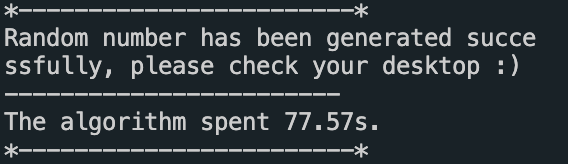 *-------------------------*
Random number has been generated succe
ssfully, please check your desktop :)
-------------------------
The algorithm spent 77.57s.
*-------------------------*